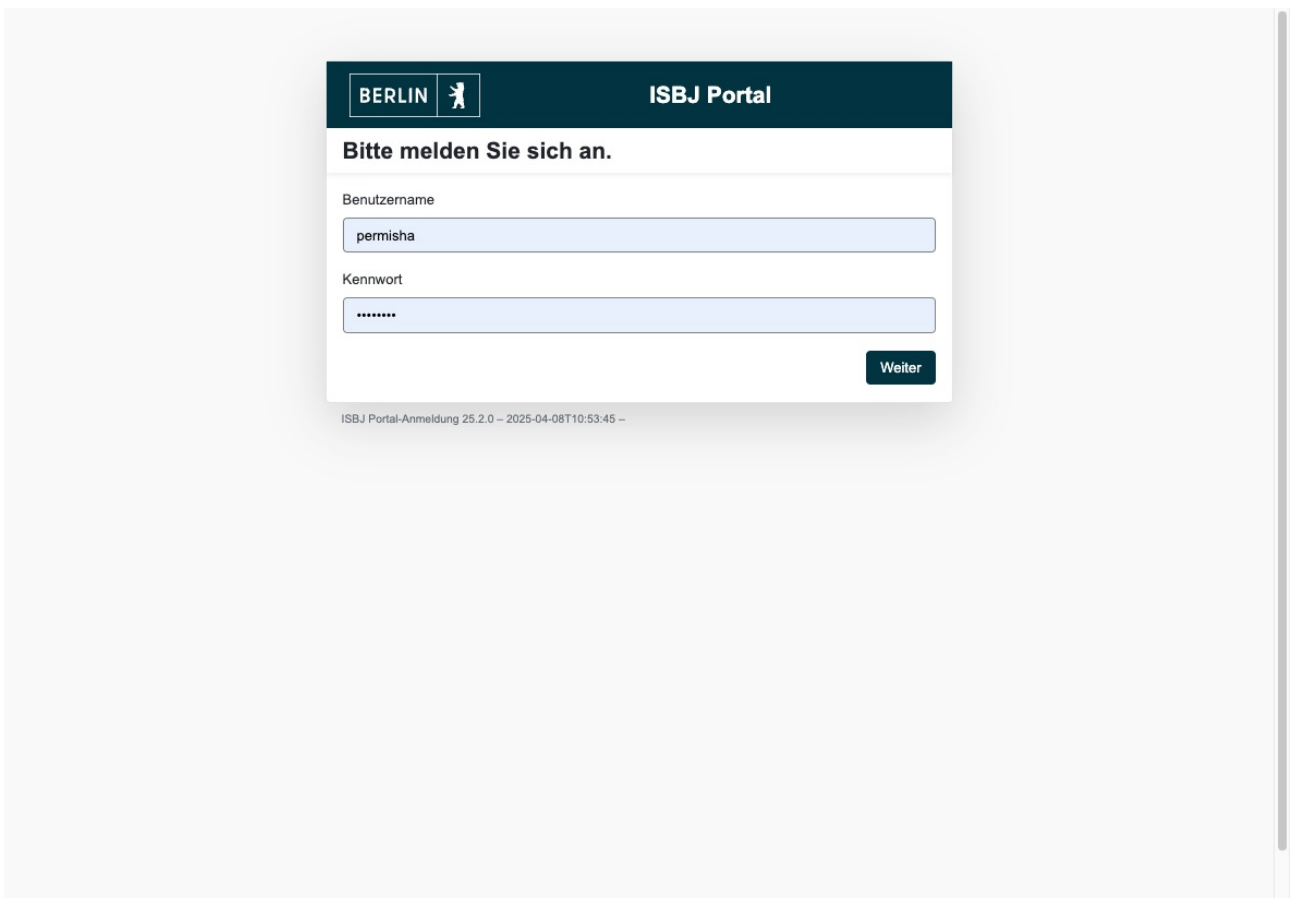 BERLIN
ISBJ Portal
Bitte melden Sie sich an.
Benutzername
permisha
Kennwort
••••••••
Weiter
ISBJ Portal-Anmeldung 25.2.0 – 2025-04-08T10:53:45 –